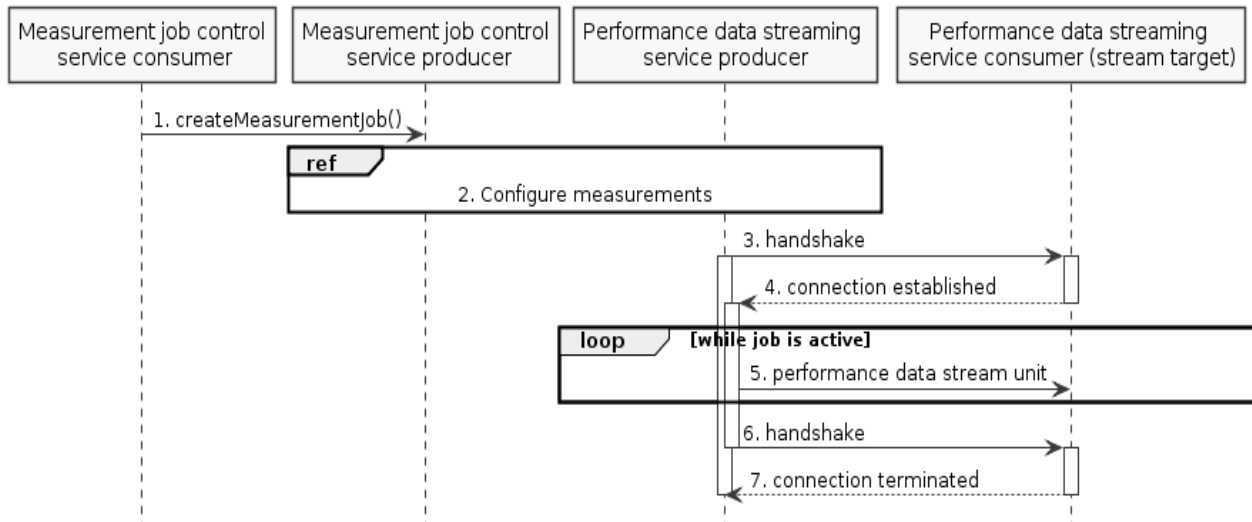 Measurement job control
service consumer
Measurement job control
service producer
Performance data streaming
service producer
Performance data streaming
service consumer (stream target)
1. createMeasurementJob()
ref
2. Configure measurements
3. handshake
4. connection established
loop
[while job is active]
5. performance data stream unit
6. handshake
7. connection terminated